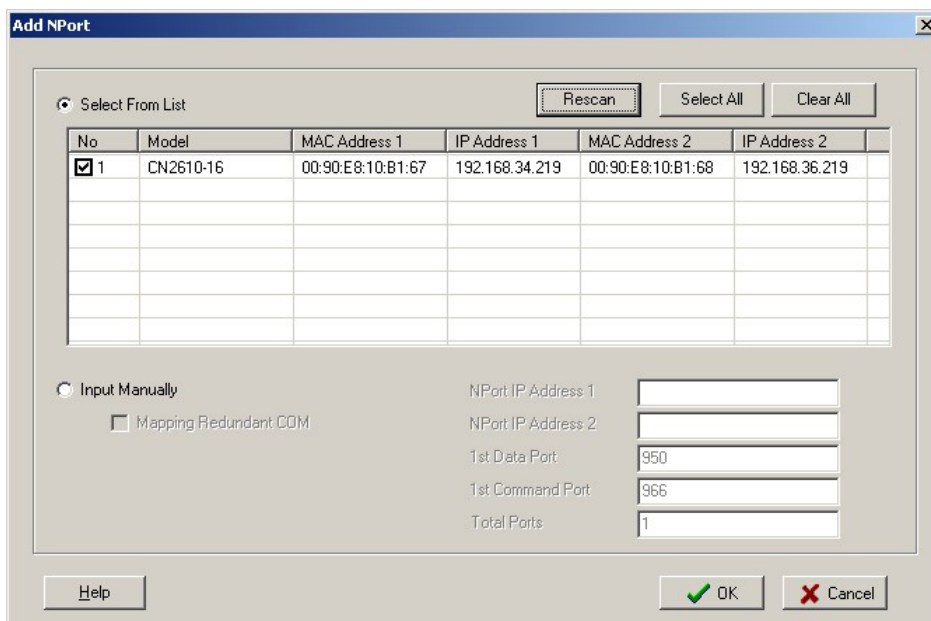 Add NPort
Select From List
Rescan
Select All
Clear All
No Model MAC Address 1 IP Address 1 MAC Address 2 IP Address 2
1 CN2610-16 00:90:E8:10:B1:67 192.168.34.219 00:90:E8:10:B1:68 192.168.36.219
Input Manually
Mapping Redundant COM
NPort IP Address 1
NPort IP Address 2
1st Data Port 950
1st Command Port 966
Total Ports 1
Help
OK
Cancel